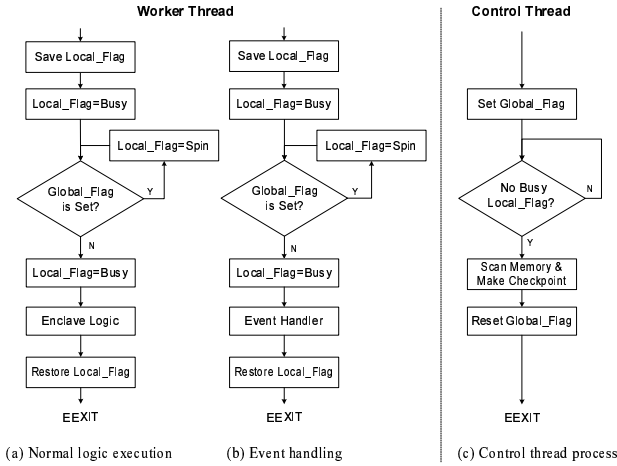 Worker Thread
Save Local_Flag
Local_Flag=Busy
Local_Flag=Spin
Global_Flag
is Set?
Y
N
Local_Flag=Busy
Enclave Logic
Restore Local_Flag
EEXIT
(a) Normal logic execution
Save Local_Flag
Local_Flag=Busy
Local_Flag=Spin
Global_Flag
is Set?
Y
N
Local_Flag=Busy
Event Handler
Restore Local_Flag
EEXIT
(b) Event handling
Control Thread
Set Global_Flag
No Busy
Local_Flag?
N
Y
Scan Memory &
Make Checkpoint
Reset Global_Flag
EEXIT
(c) Control thread process